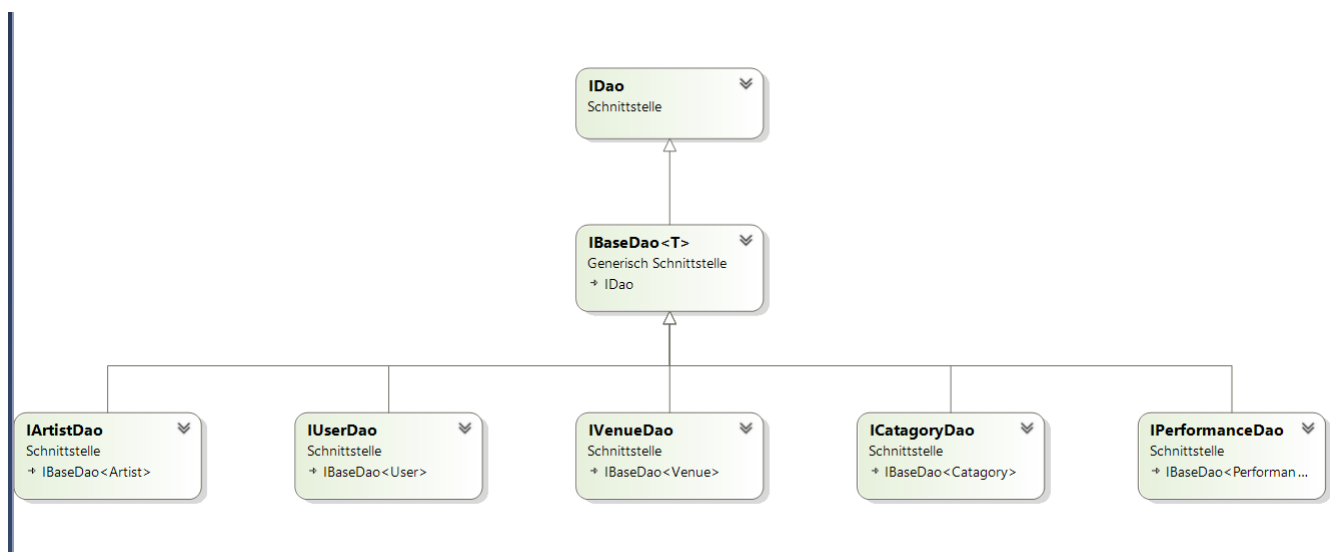 IDao
Schnittstelle
IBaseDao<T>
Generisch Schnittstelle
IDao
IArtistDao
Schnittstelle
IBaseDao<Artist>
IUserDao
Schnittstelle
IBaseDao<User>
IVenueDao
Schnittstelle
IBaseDao<Venue>
ICatagoryDao
Schnittstelle
IBaseDao<Catagory>
IPerformanceDao
Schnittstelle
IBaseDao<Performan...